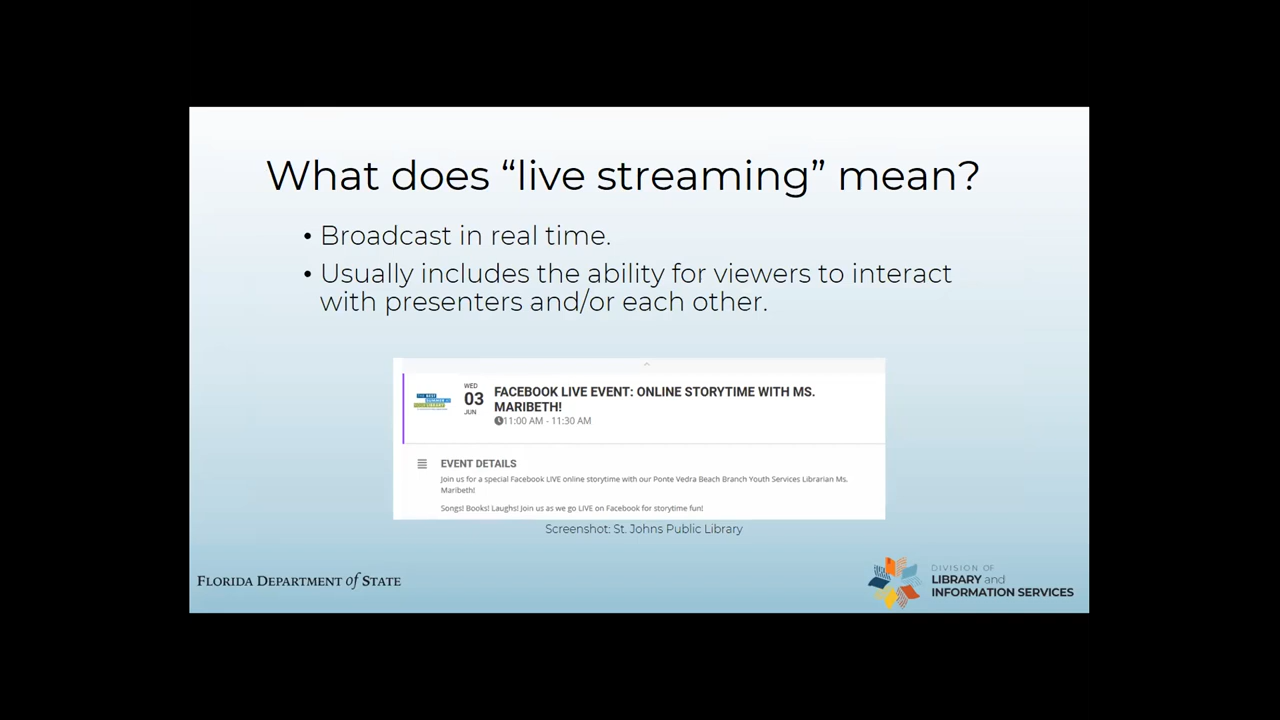 What does “live streaming” mean?
• Broadcast in real time.
• Usually includes the ability for viewers to interact
with presenters and/or each other.
WED
03
JUN
FACEBOOK LIVE EVENT: ONLINE STORYTIME WITH MS.
MARIBETH!
11:00 AM - 11:30 AM
EVENT DETAILS
Join us for a special Facebook LIVE online storytime with our Ponte Vedra Beach Branch Youth Services Librarian Ms.
Maribeth!
Songs! Books! Laughs! Join us as we go LIVE on Facebook for storytime fun!
Screenshot: St. Johns Public Library
FLORIDA DEPARTMENT of STATE
DIVISION OF
LIBRARY and
INFORMATION SERVICES